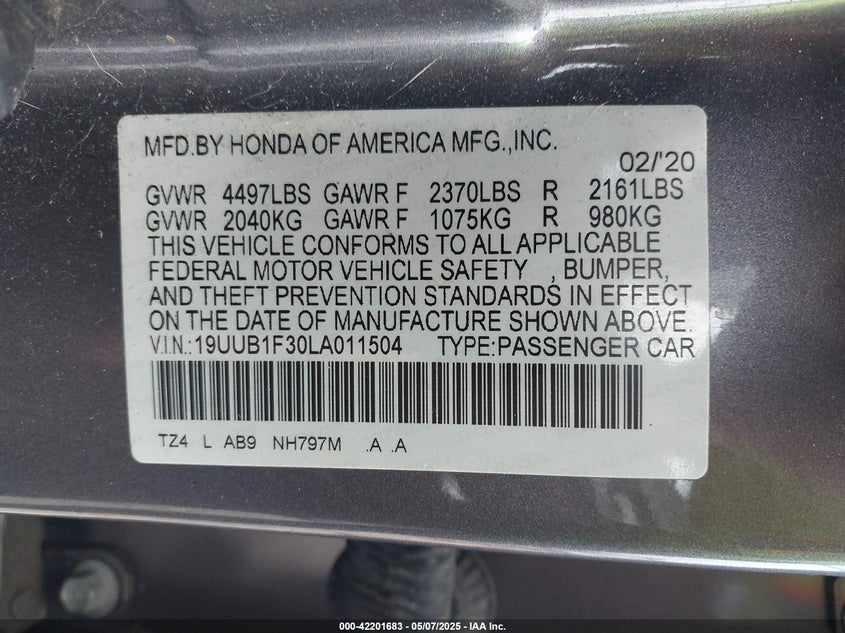 MFD.BY HONDA OF AMERICA MFG.,INC.
02/'20
GVWR 4497LBS GAWR F 2370LBS R 2161LBS
GVWR 2040KG GAWR F 1075KG R 980KG
THIS VEHICLE CONFORMS TO ALL APPLICABLE
FEDERAL MOTOR VEHICLE SAFETY , BUMPER,
AND THEFT PREVENTION STANDARDS IN EFFECT
ON THE DATE OF MANUFACTURE SHOWN ABOVE.
V.I.N.:19UUB1F30LA011504 TYPE:PASSENGER CAR
TZ4 L AB9 NH797M .A .A
000-42201683 - 05/07/2025 - IAA Inc.